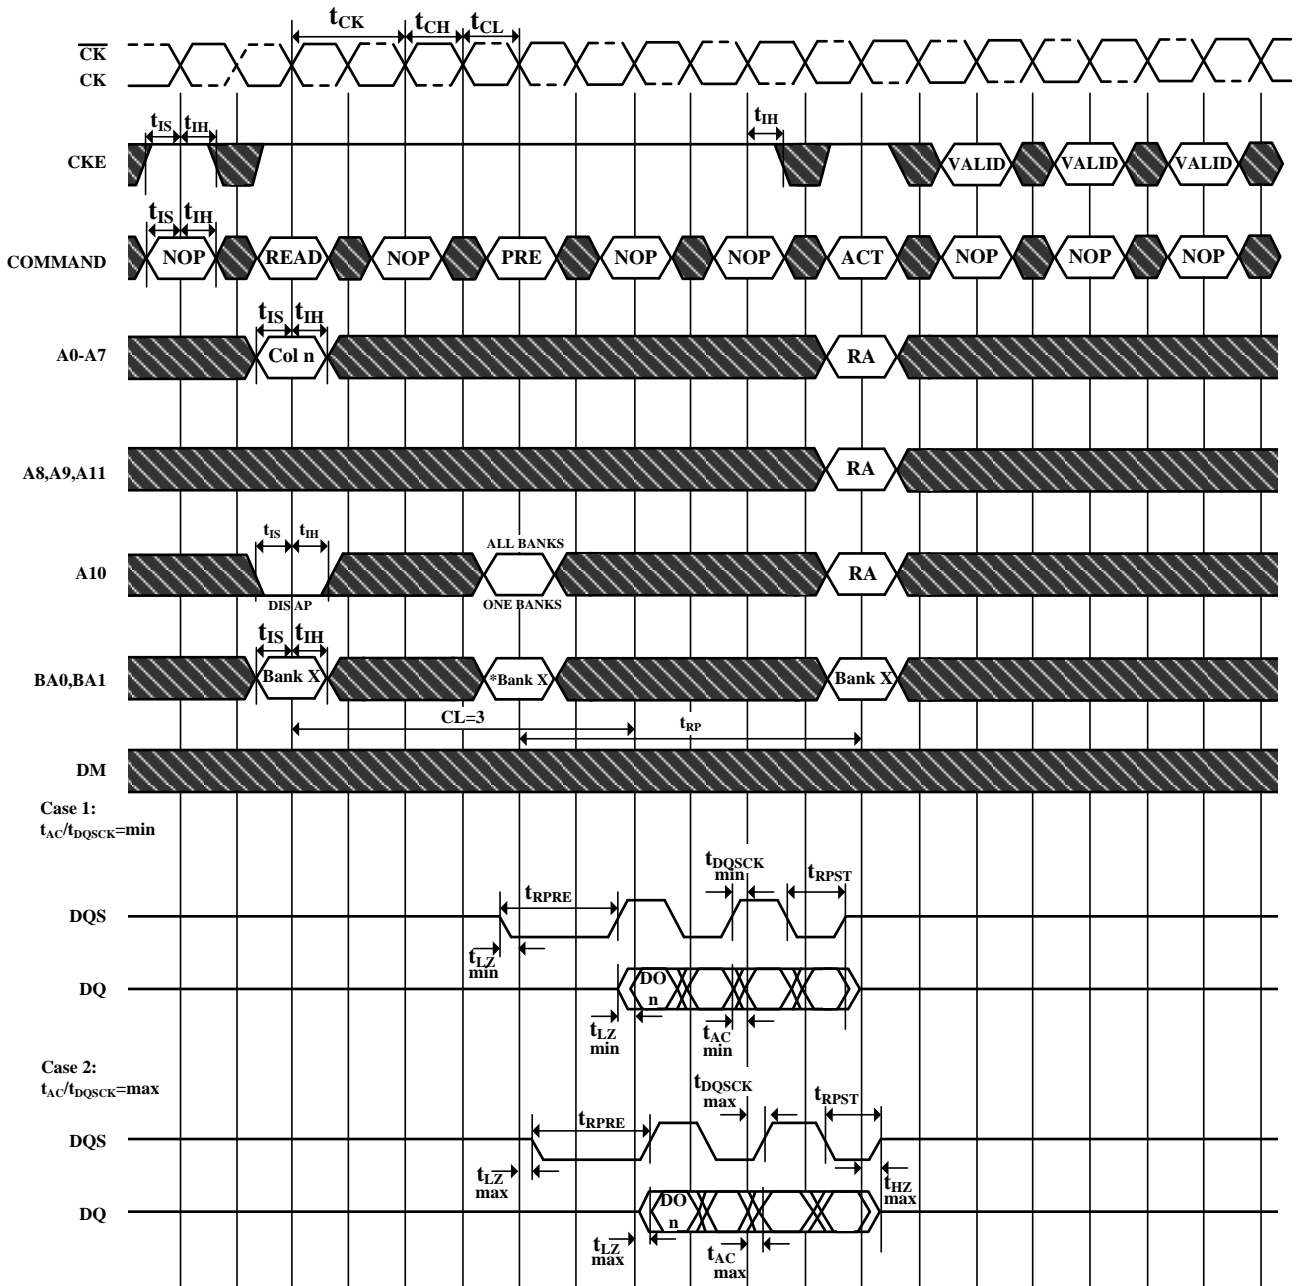 tCK tCH tCL
CK
CK
tIS tIH tIH
CKE VALID VALID VALID
tIS tIH
COMMAND NOP READ NOP PRE NOP NOP ACT NOP NOP NOP
tIS tIH
A0-A7 Col n RA
A8,A9,A11 RA
tIS tIH ALL BANKS
A10 RA
DIS AP ONE BANKS
tIS tIH
BA0,BA1 Bank X *Bank X Bank X
CL=3 tRP
DM
Case 1:
tAC/tDQSCK=min
tDQSCK
min
tRPRE tRPST
DQS
tLZ
min
DQ DO
n
tLZ
min
tAC
min
Case 2:
tAC/tDQSCK=max
tDQSCK
max
tRPRE tRPST
DQS
tLZ
max
tHZ
max
DQ DO
n
tLZ
max
tAC
max